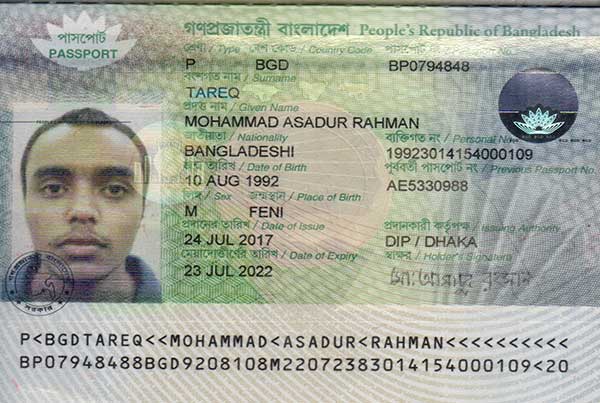 পাসপোর্ট
PASSPORT
গণপ্রজাতন্ত্রী বাংলাদেশ People's Republic of Bangladesh
শ্রেণী / Type দেশ কোড / Country Code পাসপোর্ট নং
P BGD BP0794848
বংশগত নাম / Surname
TAREQ
প্রদত্ত নাম / Given Name
MOHAMMAD ASADUR RAHMAN
জাতীয়তা / Nationality ব্যক্তিগত নং / Personal No
BANGLADESHI 19923014154000109
জন্ম তারিখ / Date of Birth পূর্ববর্তী পাসপোর্ট নং / Previous Passport No.
10 AUG 1992 AE5330988
লিঙ্গ / Sex জন্মস্থান / Place of Birth
M FENI
প্রদানের তারিখ / Date of Issue প্রদানকারী কর্তৃপক্ষ / Issuing Authority
24 JUL 2017 DIP / DHAKA
মেয়াদোত্তীর্ণের তারিখ / Date of Expiry স্বাক্ষর / Holder's Signature
23 JUL 2022
P<BGDTAREQ<<MOHAMMAD<ASADUR<RAHMAN<<<<<<<<<<
BP07948488BGD9208108M22072383014154000109<20